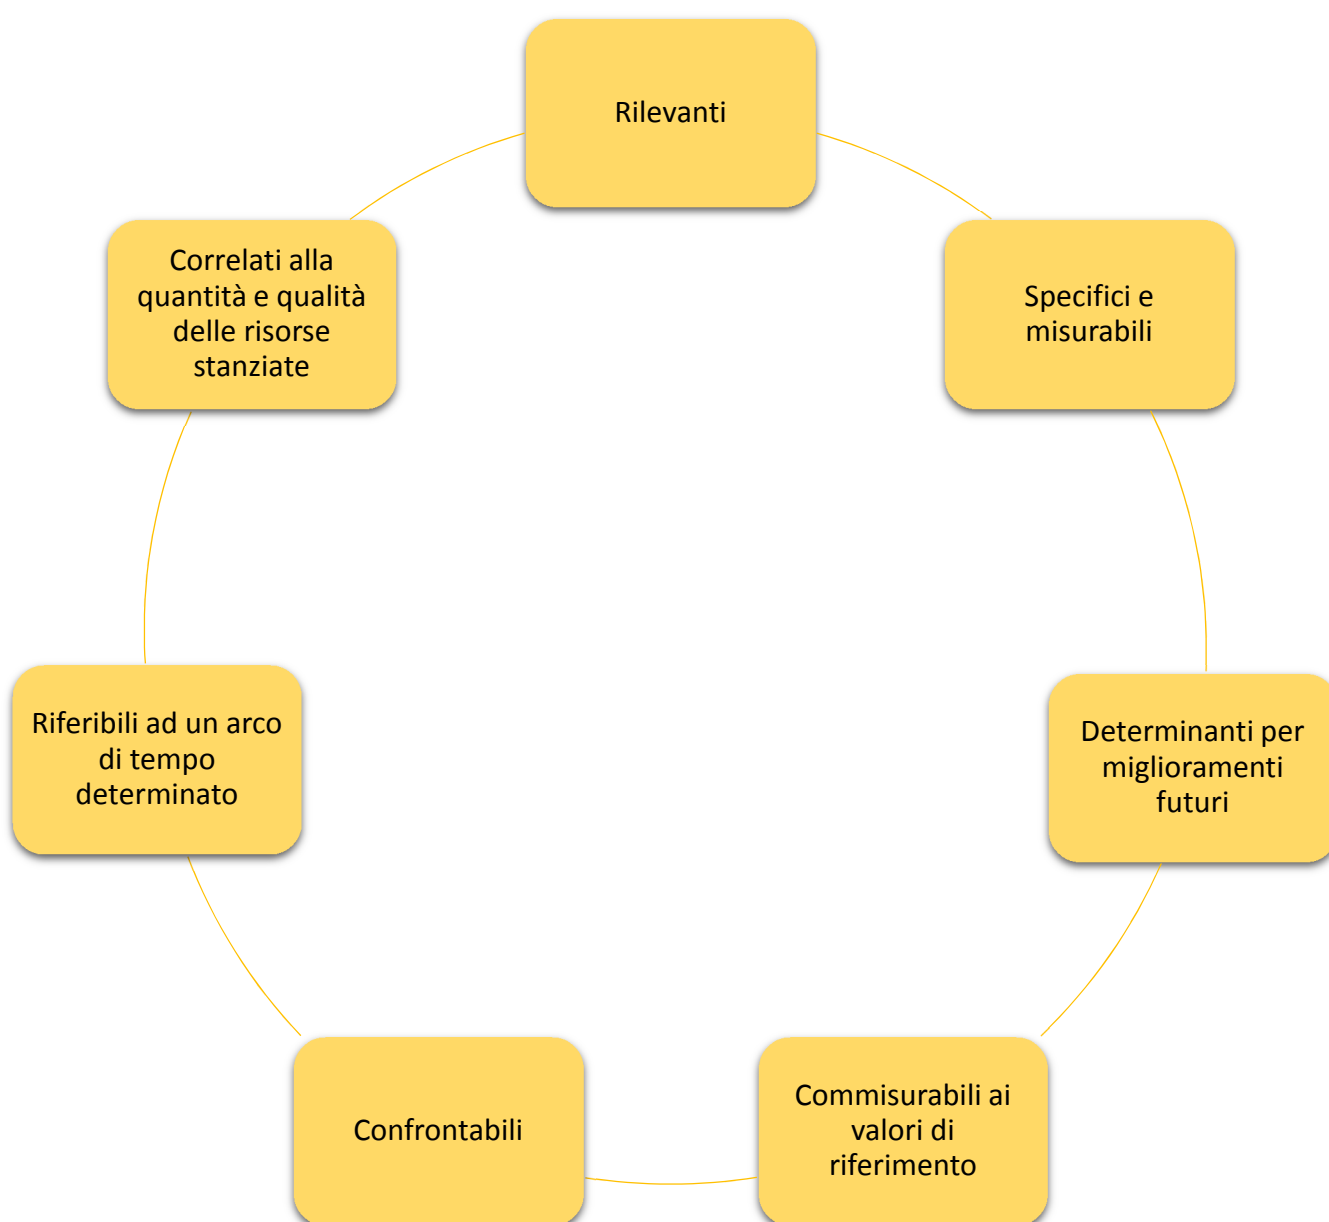 Rilevanti
Specifici e
misurabili
Determinanti per
miglioramenti
futuri
Commisurabili ai
valori di
riferimento
Confrontabili
Riferibili ad un arco
di tempo
determinato
Correlati alla
quantità e qualità
delle risorse
stanziate